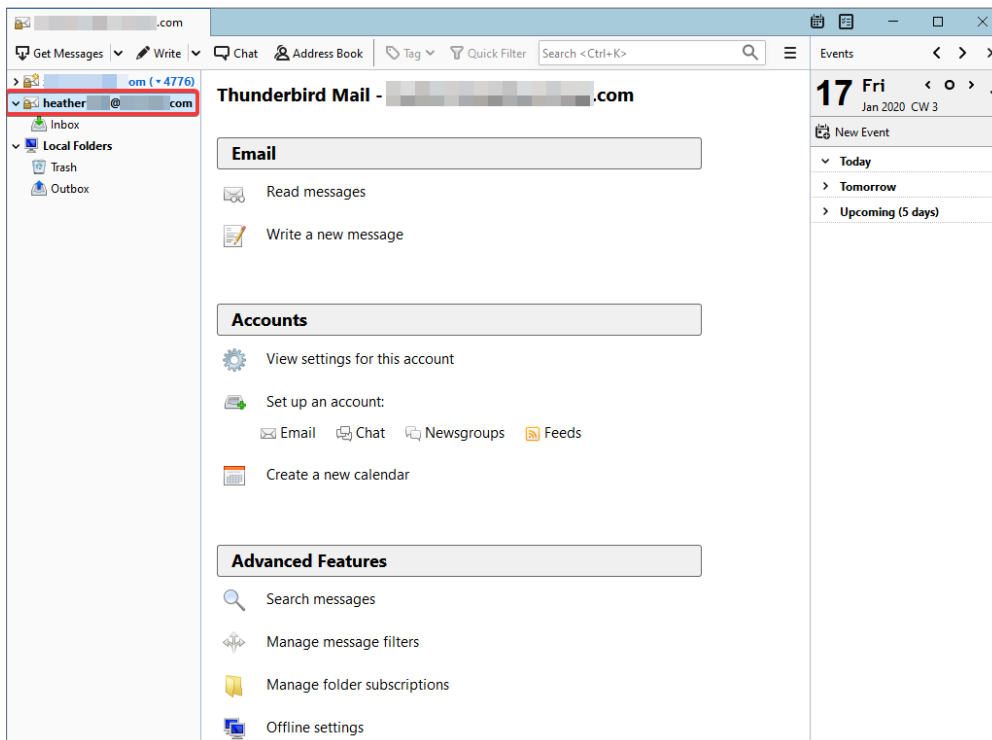 .com
Get Messages Write Chat Address Book Tag Quick Filter Search <Ctrl+K> Events
om (4776)
heather @ com
Inbox
Local Folders
Trash
Outbox
Thunderbird Mail - .com
Email
Read messages
Write a new message
Accounts
View settings for this account
Set up an account:
Email Chat Newsgroups Feeds
Create a new calendar
Advanced Features
Search messages
Manage message filters
Manage folder subscriptions
Offline settings
17 Fri
Jan 2020 CW 3
New Event
Today
Tomorrow
Upcoming (5 days)